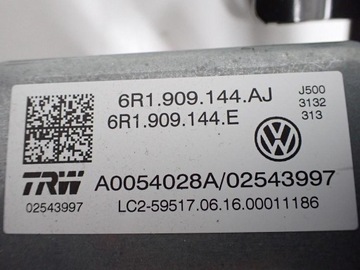 6R1.909.144.AJ
6R1.909.144.E
J500
3132
313
TRW
A0054028A/02543997
02543997
LC2-59517.06.16.00011186